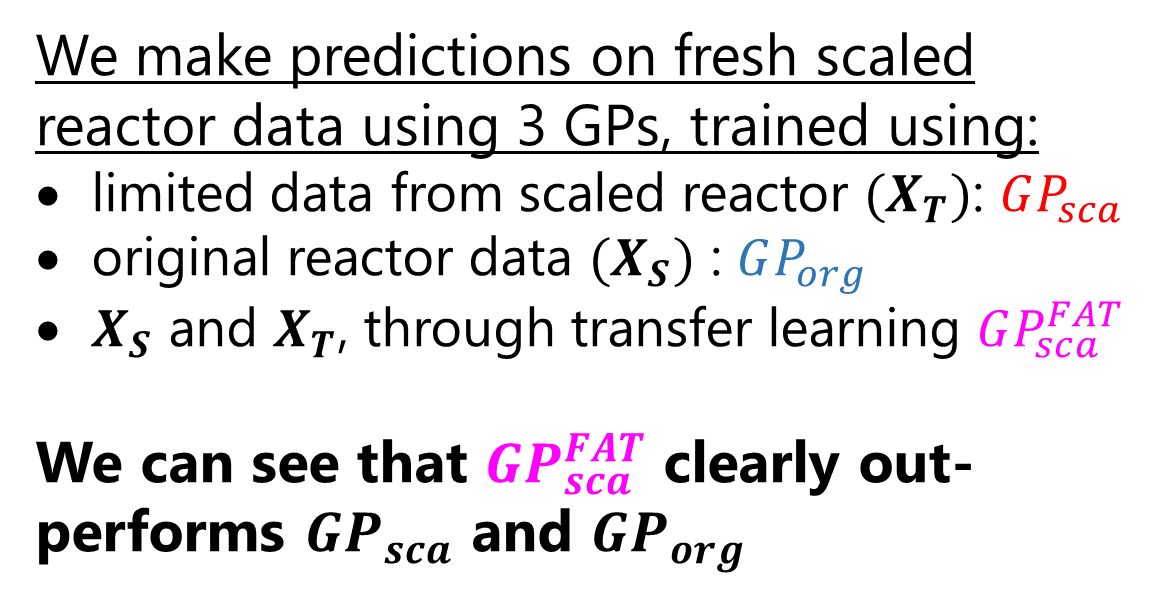 We make predictions on fresh scaled
reactor data using 3 GPs, trained using:
• limited data from scaled reactor (𝑿_𝑻): 𝐺𝑃_𝑠𝑐𝑎
• original reactor data (𝑿_𝑺) : 𝐺𝑃_𝑜𝑟𝑔
• 𝑿_𝑺 and 𝑿_𝑻, through transfer learning 𝐺𝑃_𝑠𝑐𝑎^𝐹𝐴𝑇
We can see that 𝑮𝑷_𝒔𝒄𝒂^𝑭𝑨𝑻 clearly out-
performs 𝑮𝑷_𝒔𝒄𝒂 and 𝑮𝑷_𝒐𝒓𝒈